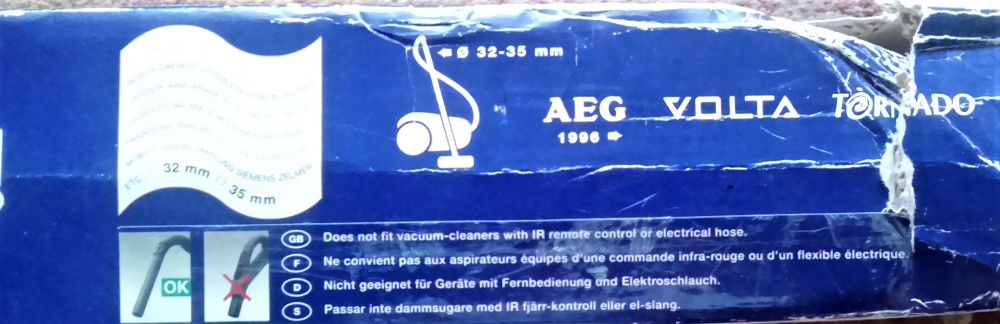 ETC. SAMSUNG SIEMENS ZELMER
32 mm Ø 35 mm
Ø 32-35 mm
AEG VOLTA TORNADO
1996
OK
GB Does not fit vacuum-cleaners with IR remote control or electrical hose.
F Ne convient pas aux aspirateurs équipés d'une commande infra-rouge ou d'un flexible électrique.
D Nicht geeignet für Geräte mit Fernbedienung und Elektroschlauch.
S Passar inte dammsugare med IR fjärr-kontroll eller el-slang.